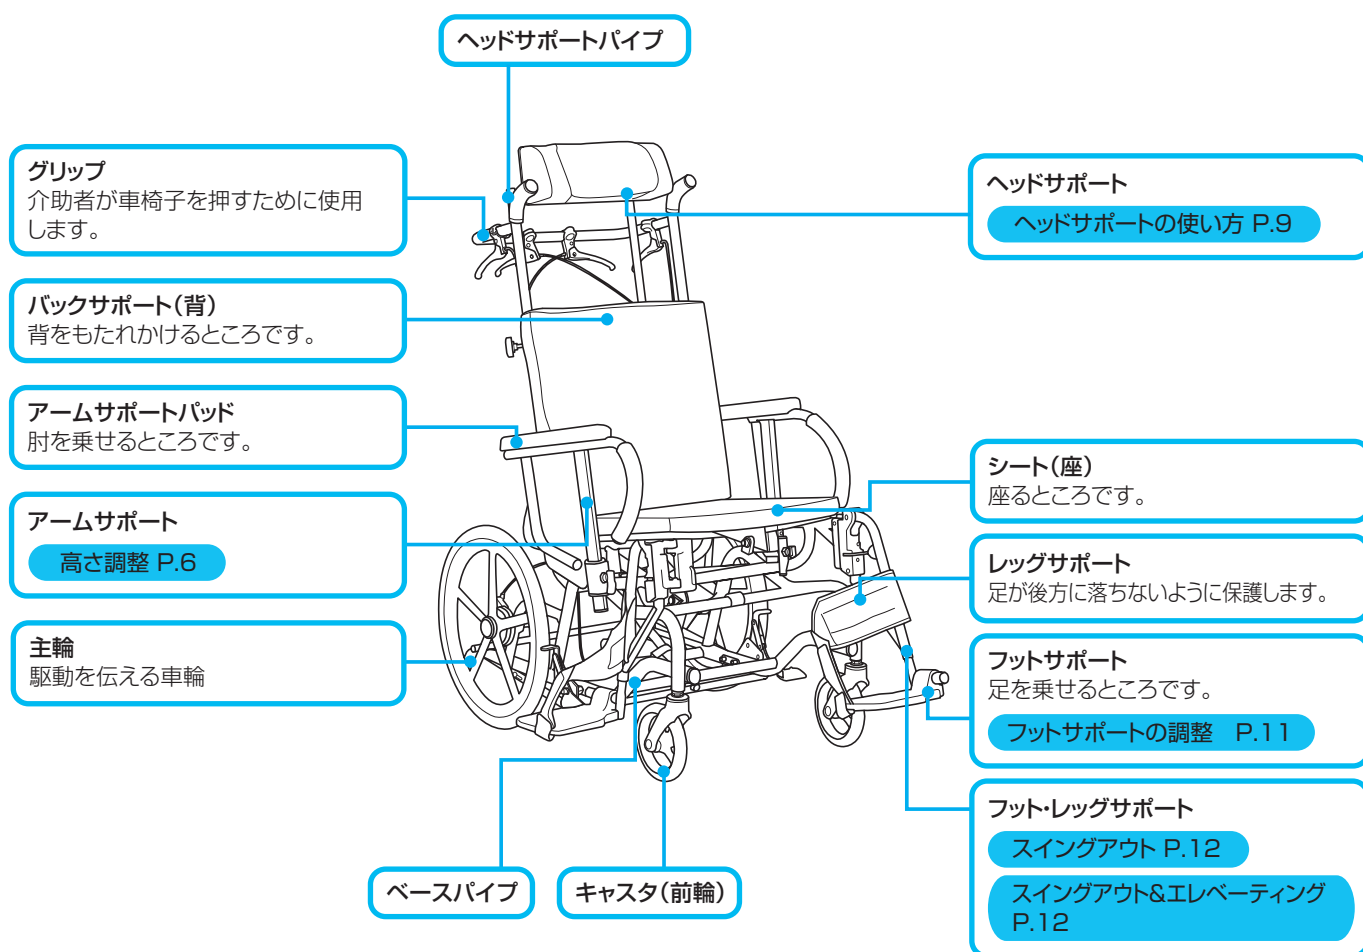 ヘッドサポートパイプ
グリップ
介助者が車椅子を押すために使用
します。
バックサポート(背)
背をもたれかけるところです。
アームサポートパッド
肘を乗せるところです。
アームサポート
高さ調整 P.6
主輪
駆動を伝える車輪
ヘッドサポート
ヘッドサポートの使い方 P.9
シート(座)
座るところです。
レッグサポート
足が後方に落ちないように保護します。
フットサポート
足を乗せるところです。
フットサポートの調整　P.11
フット・レッグサポート
スイングアウト P.12
スイングアウト&エレベーティング
P.12
ベースパイプ
キャスタ(前輪)